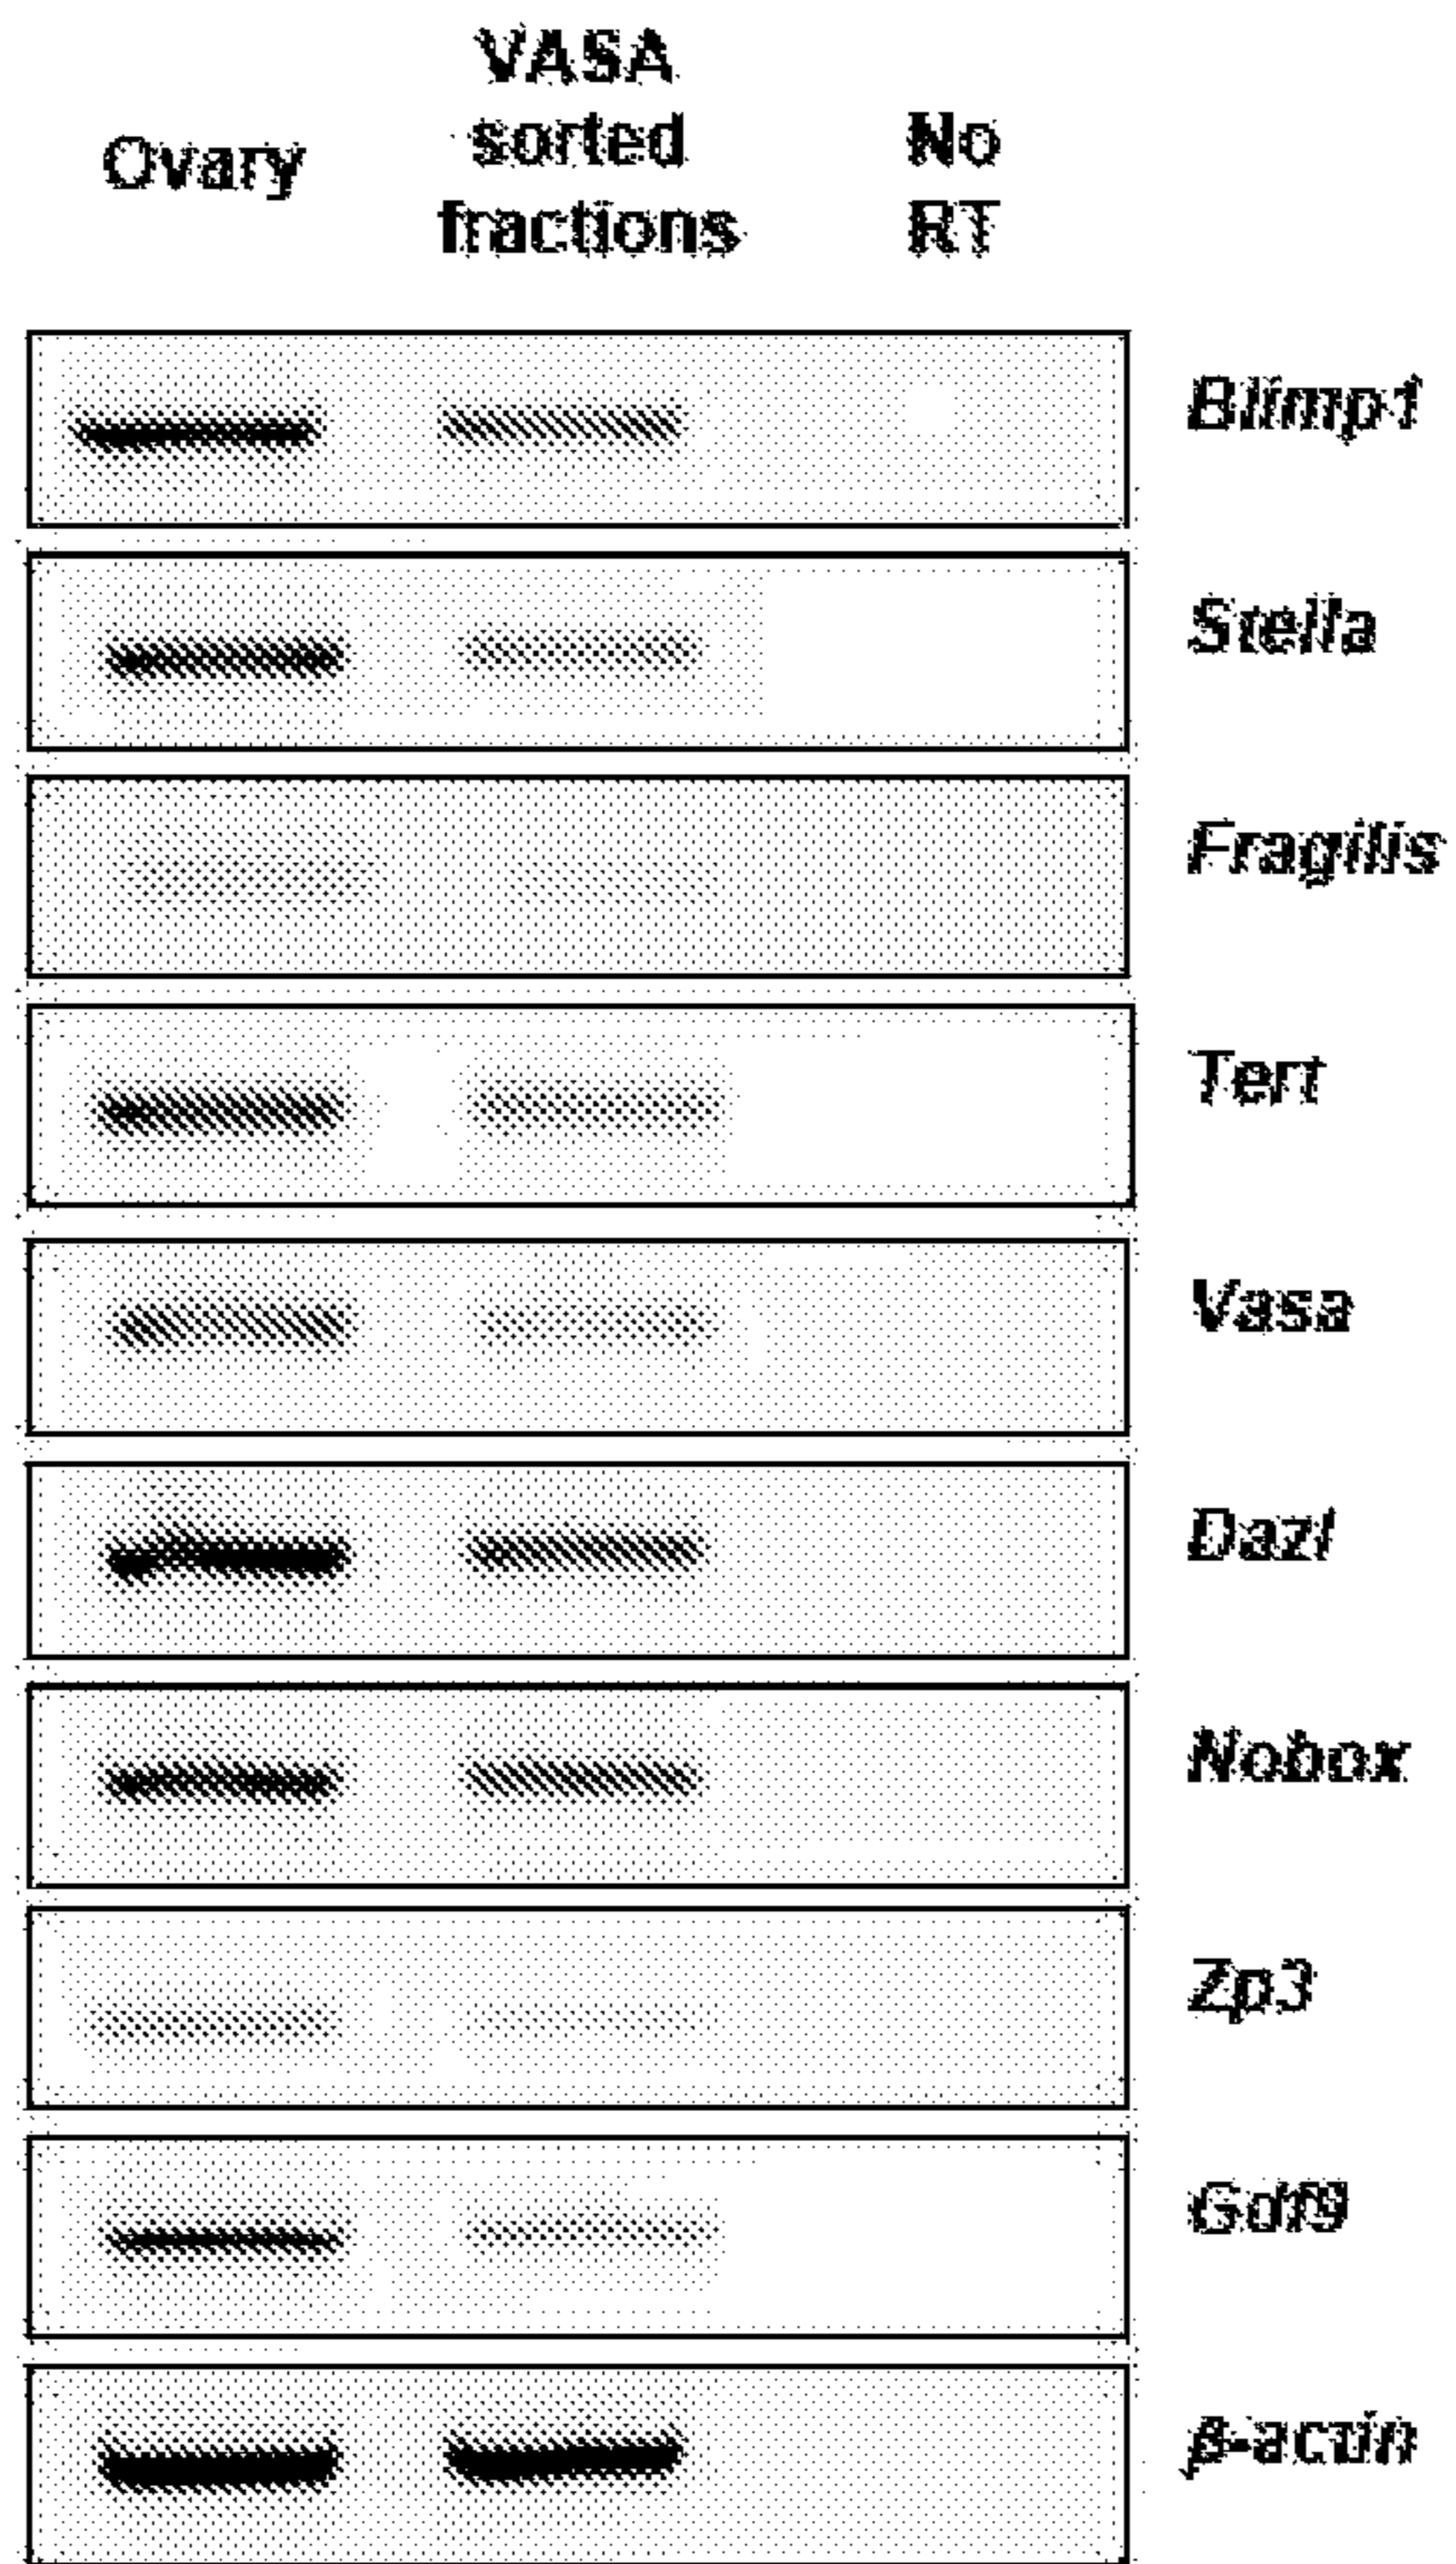 Ovary
VASA
sorted
fractions
No
RT
Blimp1
Stella
Fragilis
Tert
Vasa
Dazl
Nobox
Zp3
Gdf9
β-actin